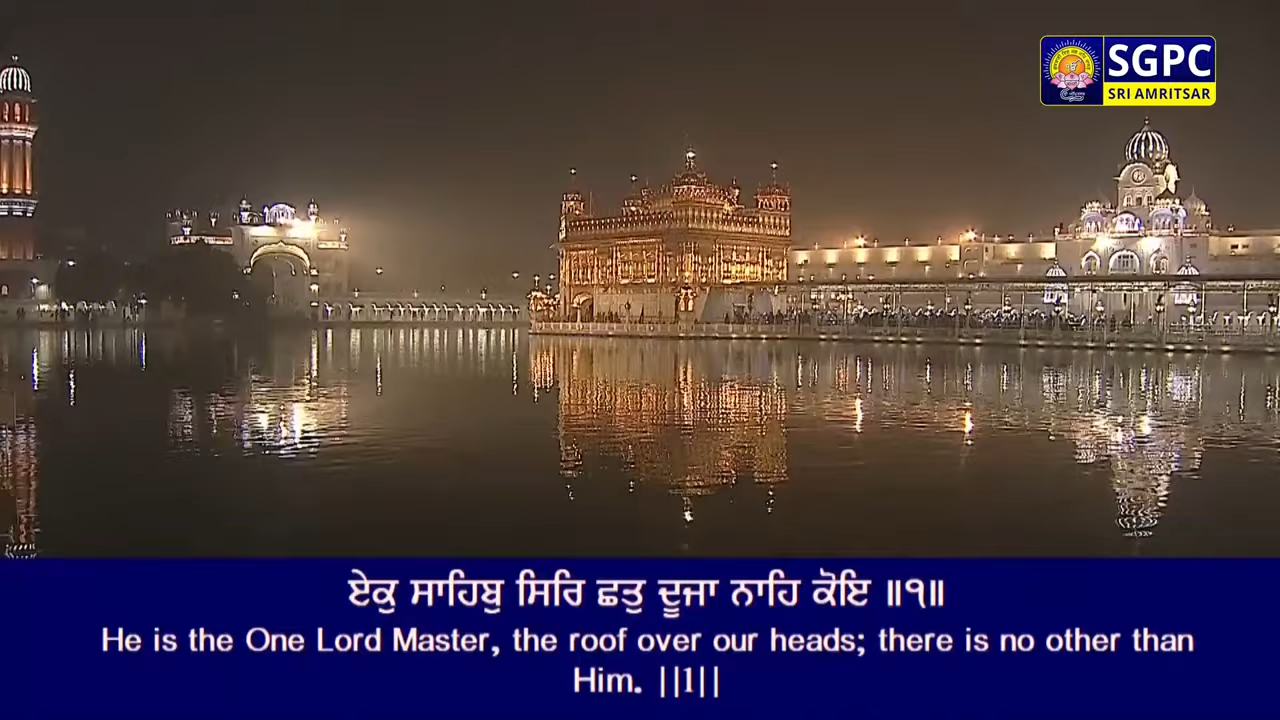 SGPC
SRI AMRITSAR
ਏਕੁ ਸਾਹਿਬੁ ਸਿਰਿ ਛਤੁ ਦੂਜਾ ਨਾਹਿ ਕੋਇ ॥੧॥
He is the One Lord Master, the roof over our heads; there is no other than
Him. ||1||